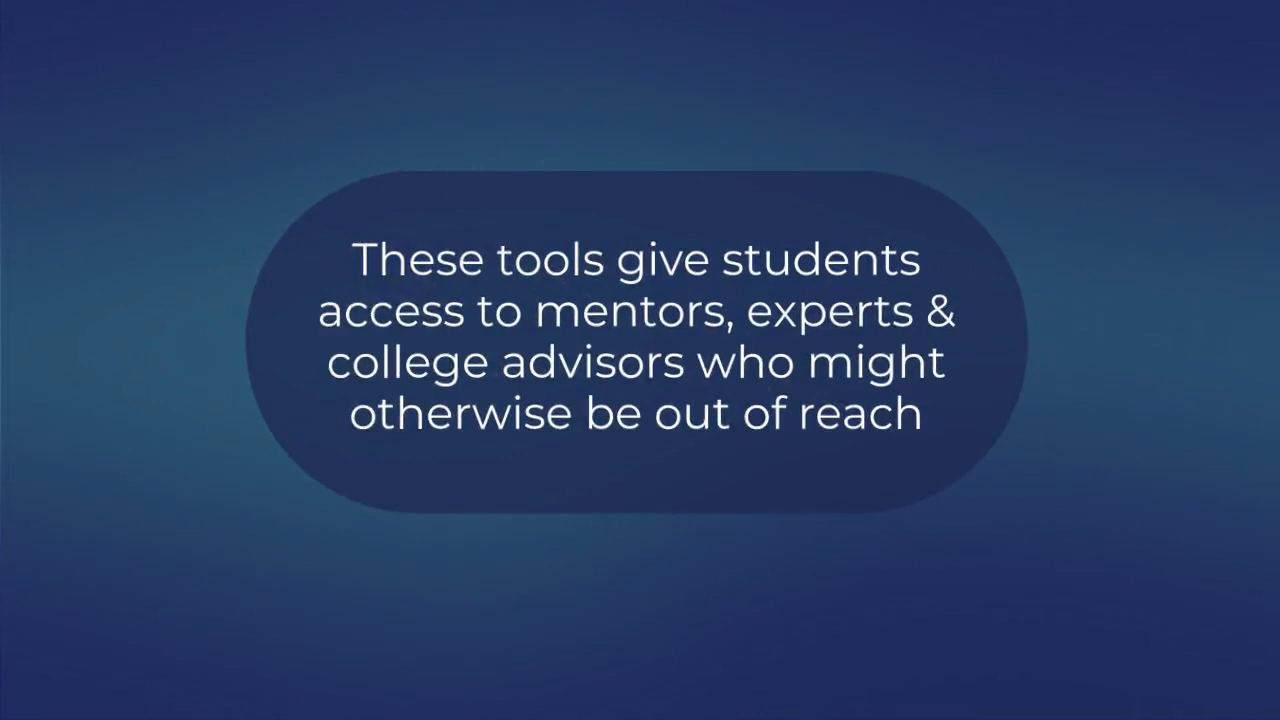 These tools give students
access to mentors, experts &
college advisors who might
otherwise be out of reach